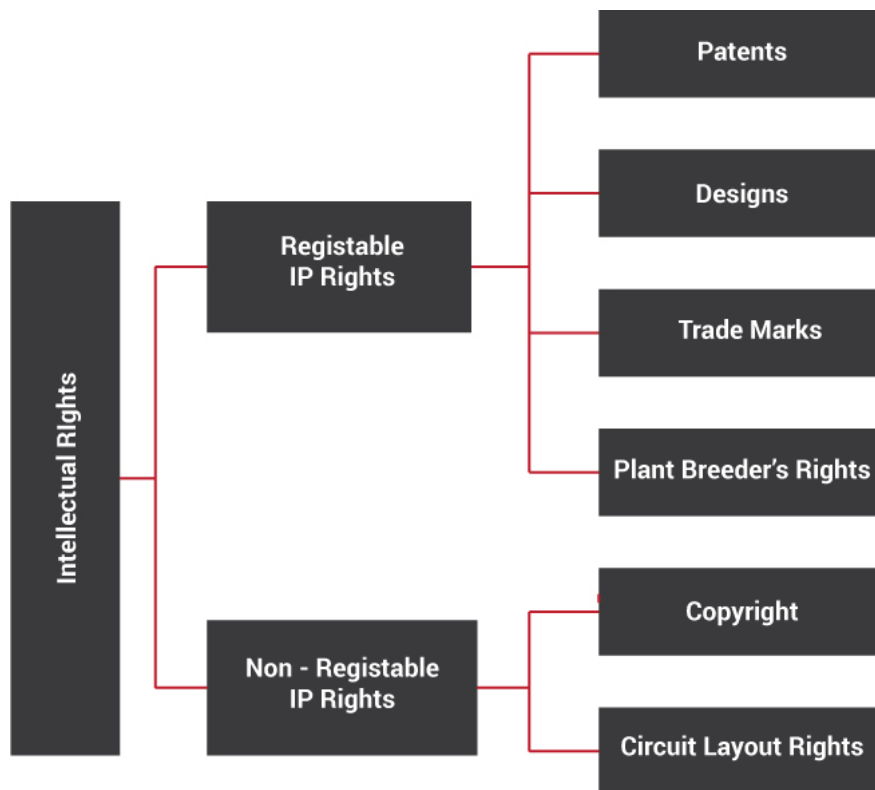 Intellectual RIghts
Registable
IP Rights
Patents
Designs
Trade Marks
Plant Breeder's Rights
Non - Registable
IP Rights
Copyright
Circuit Layout Rights